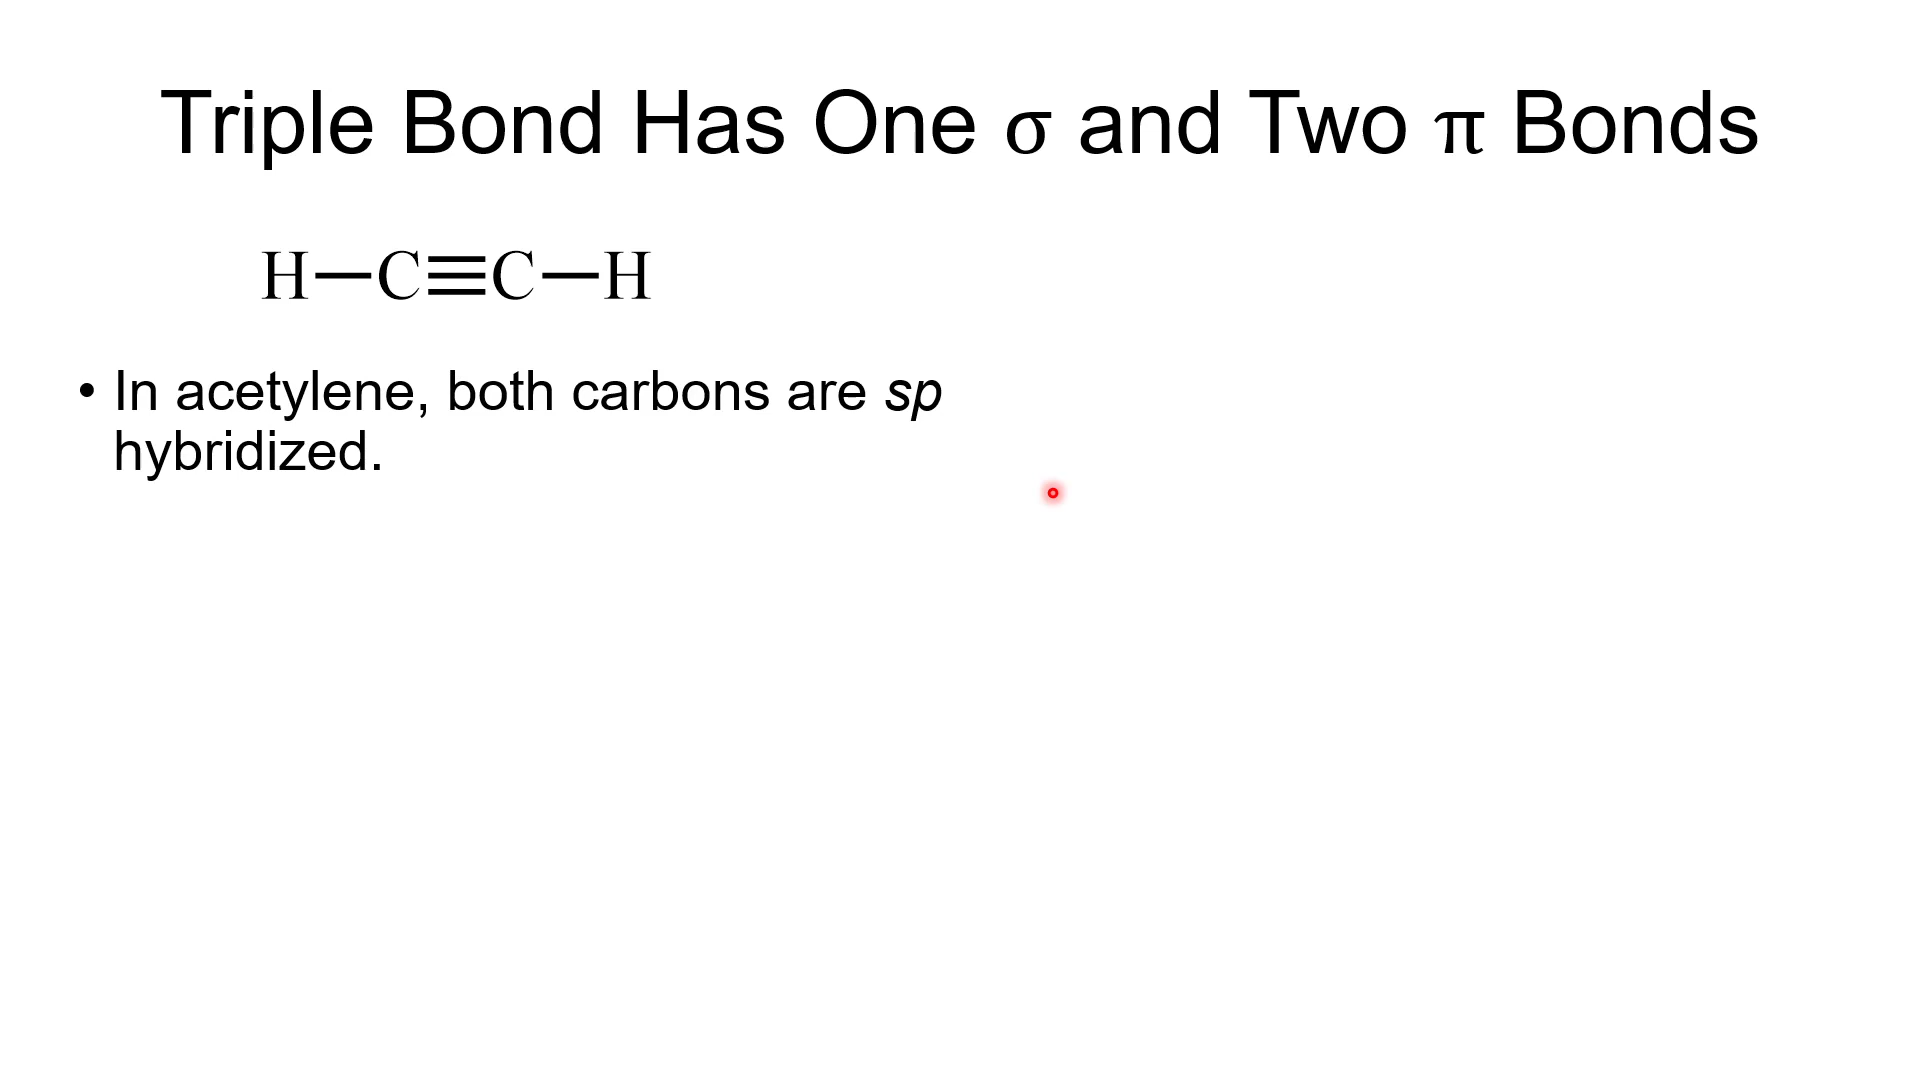 Triple Bond Has One σ and Two π Bonds
H—C≡C—H
• In acetylene, both carbons are sp
hybridized.